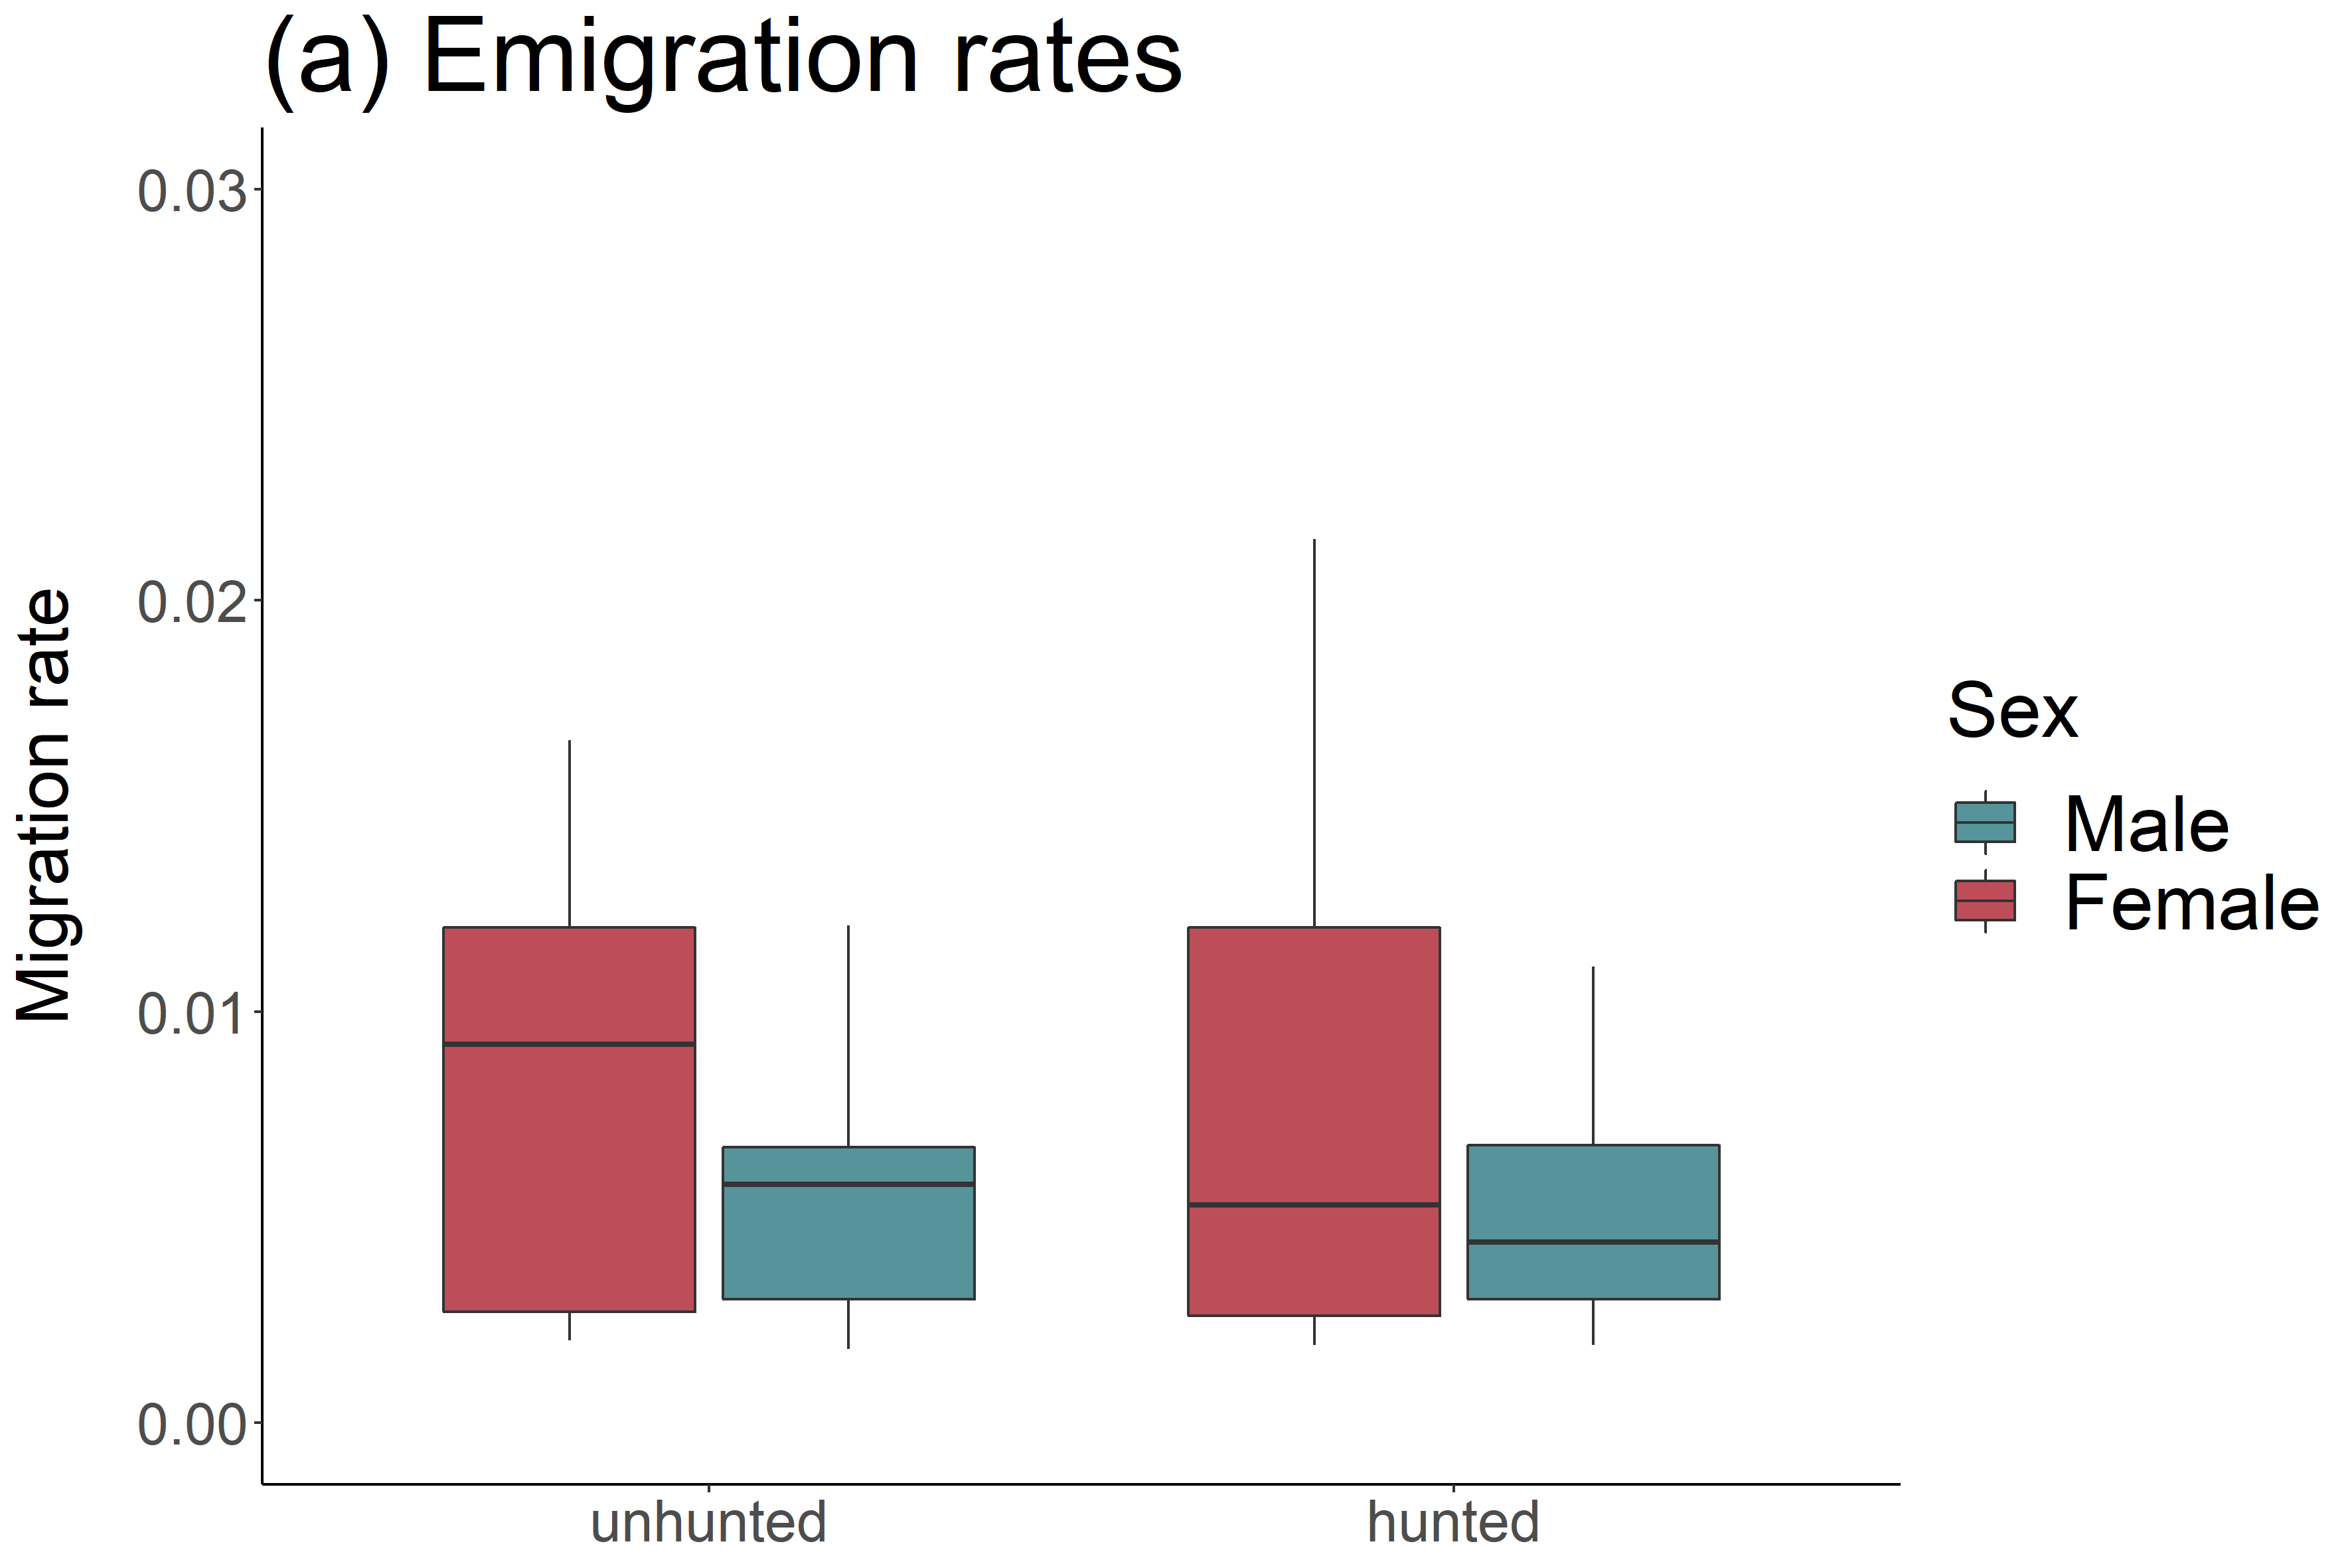 (a) Emigration rates
Migration rate
0.03
0.02
0.01
0.00
unhunted
hunted
Sex
Male
Female